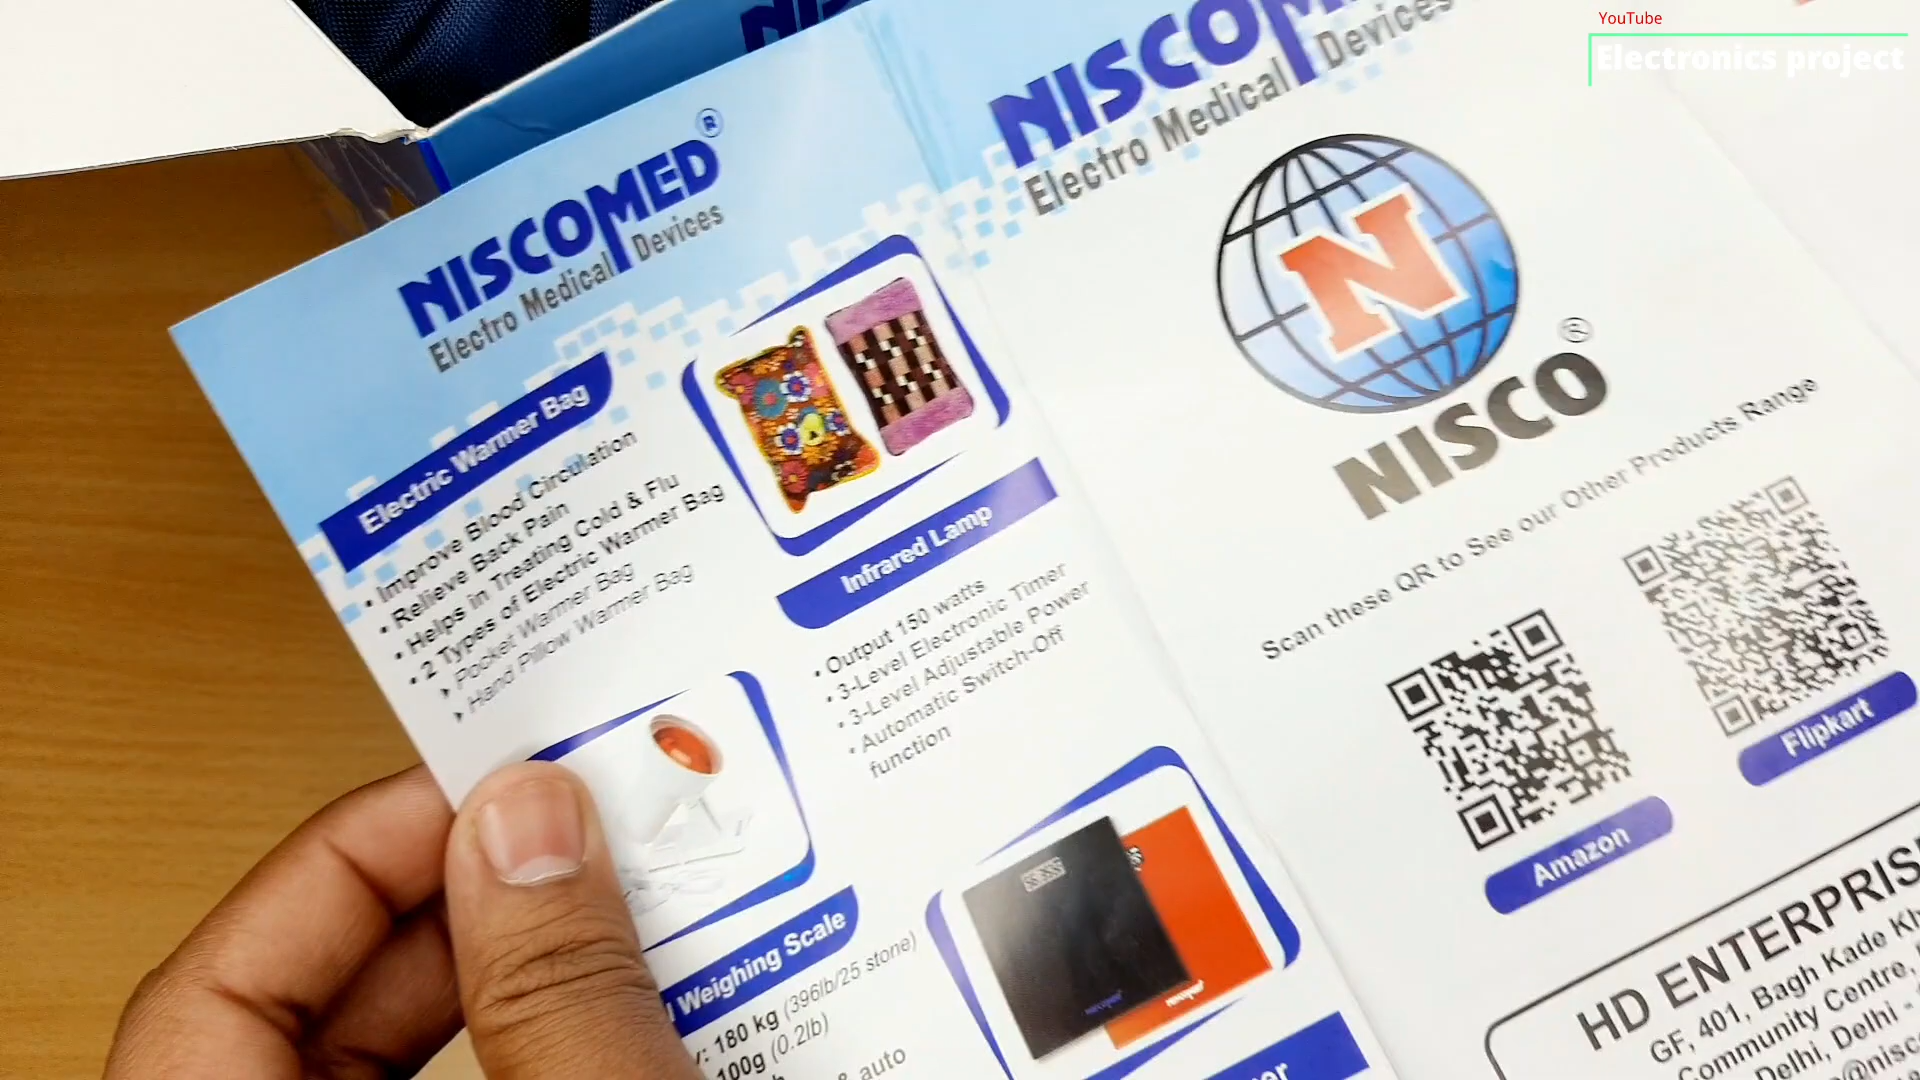 YouTube
Electronics project
NISCOMED®
Electro Medical Devices
Electric Warmer Bag
• Improve Blood Circulation
• Relieve Back Pain
• Helps in Treating Cold & Flu
• 2 Types of Electric Warmer Bag
Pocket Warmer Bag
Hand Pillow Warmer Bag
Infrared Lamp
• Output 150 watts
• 3-Level Electronic Timer
• 3-Level Adjustable Power
• Automatic Switch-Off
function
Weighing Scale
180 kg (396lb/25 stone)
100g (0.2lb)
& auto
Electro Medical Devices
N
NISCO®
Scan these QR to See our Other Products Range
Amazon
Flipkart
HD
GF, 401, Bagh Kade
Community Centre,
Delhi, Delhi -